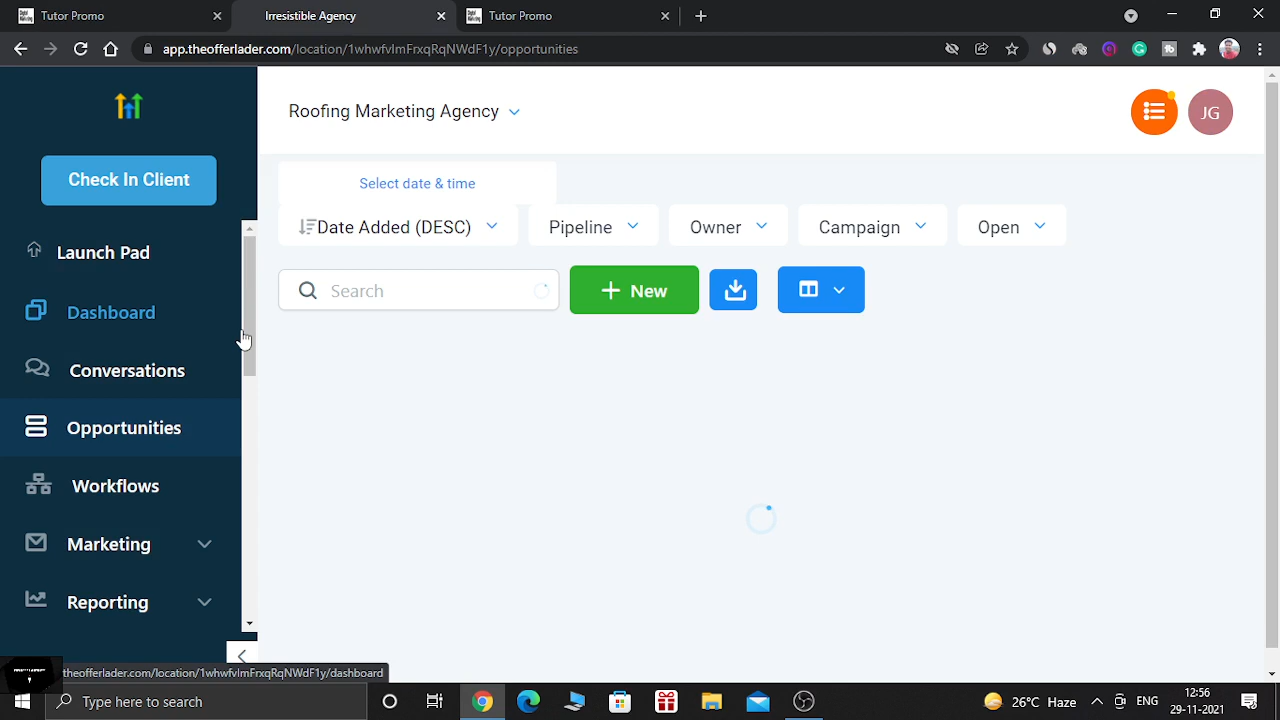 Tutor Promo
Irresistible Agency
Tutor Promo
app.theofferlader.com/location/1whwfvlmFrxqRqNWdF1y/opportunities
Roofing Marketing Agency
JG
Check In Client
Select date & time
Date Added (DESC)
Pipeline
Owner
Campaign
Open
Launch Pad
Search
New
Dashboard
Conversations
Opportunities
Workflows
Marketing
Reporting
theofferlader.com/location/1whwfvlmFrxqRqNWdF1y/dashboard
Type here to search
26°C Haze
ENG
12:56
29-11-2021